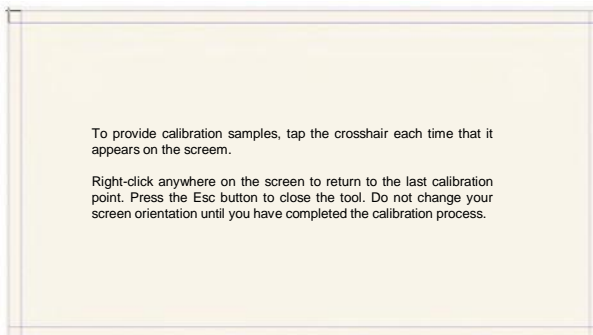 To provide calibration samples, tap the crosshair each time that it
appears on the screem.
Right-click anywhere on the screen to return to the last calibration
point. Press the Esc button to close the tool. Do not change your
screen orientation until you have completed the calibration process.